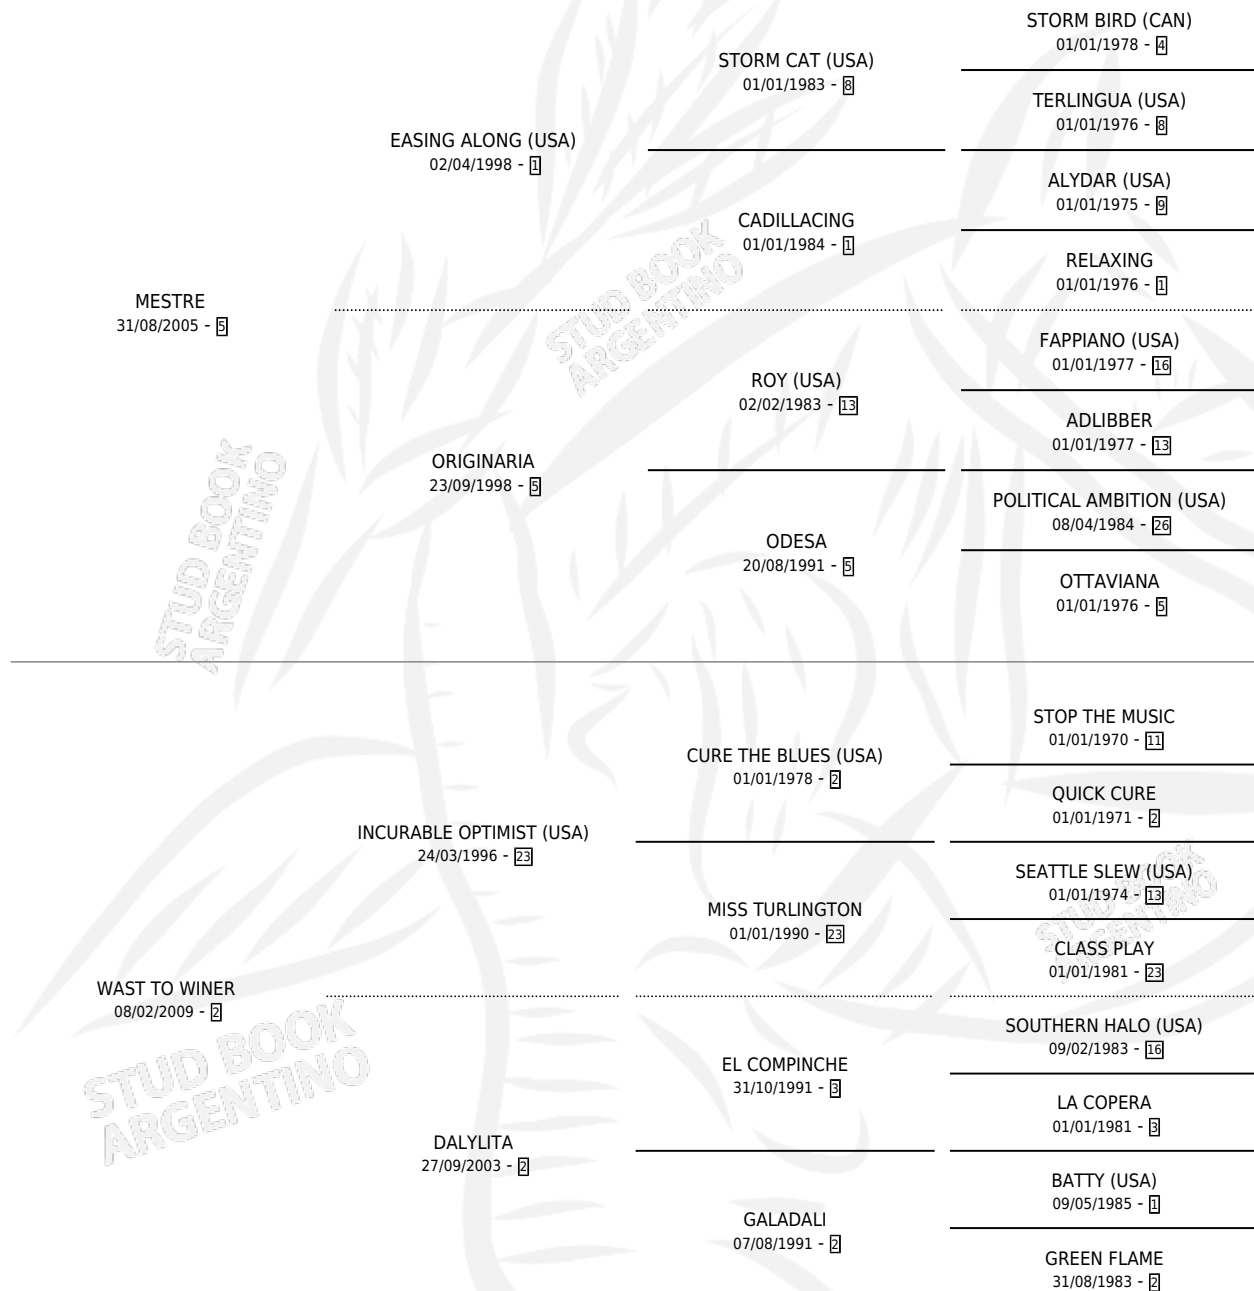 STORM BIRD (CAN)
01/01/1978 - 4
STORM CAT (USA)
01/01/1983 - 8
TERLINGUA (USA)
01/01/1976 - 8
EASING ALONG (USA)
02/04/1998 - 1
ALYDAR (USA)
01/01/1975 - 9
CADILLACING
01/01/1984 - 1
RELAXING
01/01/1976 - 1
MESTRE
31/08/2005 - 5
FAPPIANO (USA)
01/01/1977 - 16
ROY (USA)
02/02/1983 - 13
ADLIBBER
01/01/1977 - 13
ORIGINARIA
23/09/1998 - 5
POLITICAL AMBITION (USA)
08/04/1984 - 26
ODESA
20/08/1991 - 5
OTTAVIANA
01/01/1976 - 5
STUD BOOK
ARGENTINO
STUD BOOK
ARGENTINO
STOP THE MUSIC
01/01/1970 - 11
CURE THE BLUES (USA)
01/01/1978 - 2
QUICK CURE
01/01/1971 - 2
INCURABLE OPTIMIST (USA)
24/03/1996 - 23
SEATTLE SLEW (USA)
01/01/1974 - 13
MISS TURLINGTON
01/01/1990 - 23
CLASS PLAY
01/01/1981 - 23
WAST TO WINER
08/02/2009 - 2
SOUTHERN HALO (USA)
09/02/1983 - 16
EL COMPINCHE
31/10/1991 - 3
LA COPERA
01/01/1981 - 3
DALYLITA
27/09/2003 - 2
BATTY (USA)
09/05/1985 - 1
GALADALI
07/08/1991 - 2
GREEN FLAME
31/08/1983 - 2
STUD BOOK
ARGENTINO
STUD BOOK
ARGENTINO